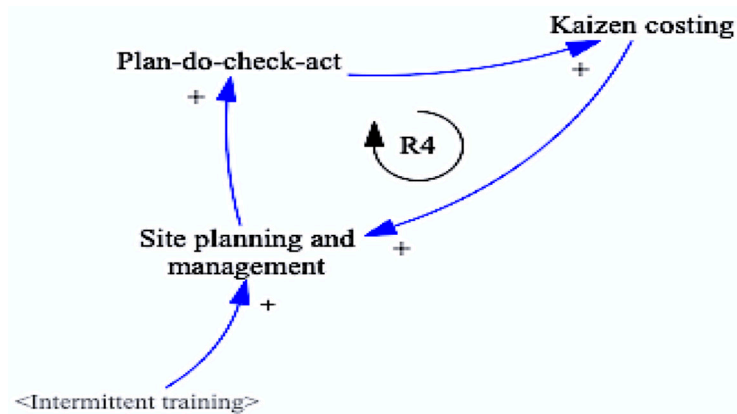 Kaizen costing
Plan-do-check-act
+
+
R4
Site planning and
management
+
+
<Intermittent training>